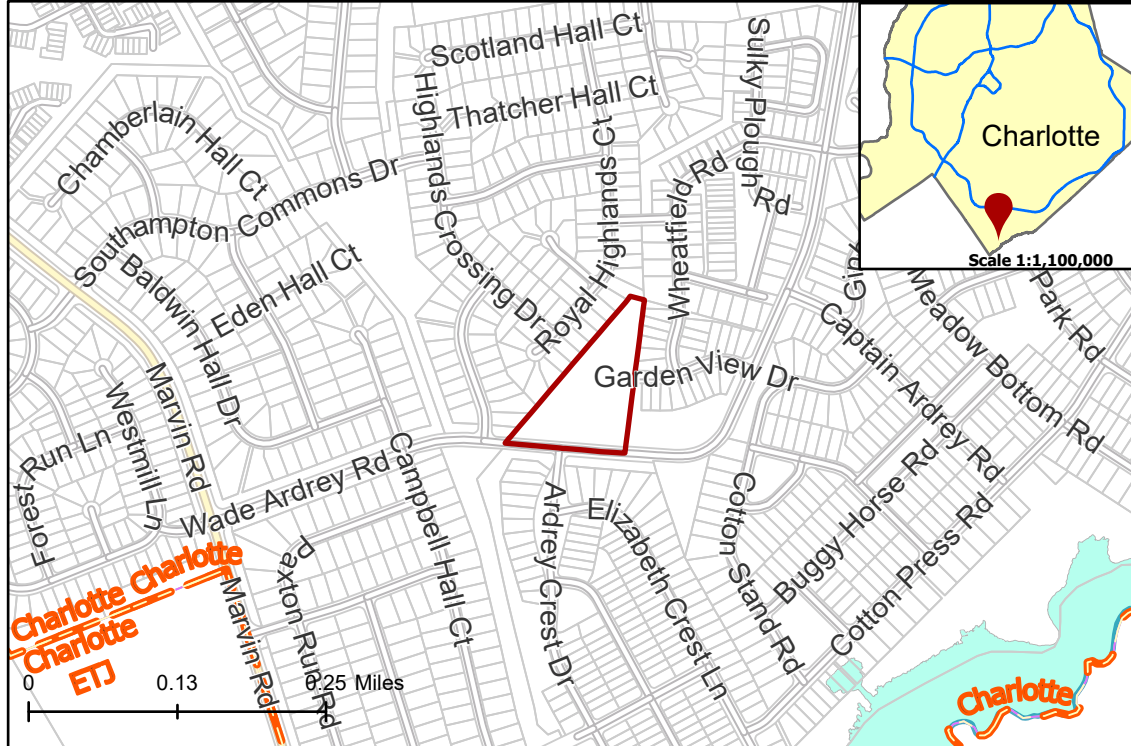 Scotland Hall Ct
Thatcher Hall Ct
Highlands Crossing Dr
Sulky Plough Rd
Chamberlain Hall Ct
Southampton Commons Dr
Royal Highlands Ct
Wheatfield Rd
Charlotte
Scale 1:1,100,000
Baldwin Hall Dr
Eden Hall Ct
Captain Ardrey Rd
Meadow Bottom Rd
Park Rd
Garden View Dr
Marvin Rd
Westmill Ln
Forest Run Ln
Wade Ardrey Rd
Campbell Hall Ct
Ardrey Crest Dr
Elizabeth Crest Ln
Cotton Stand Rd
Buggy Horse Rd
Cotton Press Rd
Paxton Run Rd
Marvin Rd
Charlotte Charlotte
Charlotte
ETJ
Charlotte
0 0.13 0.25 Miles